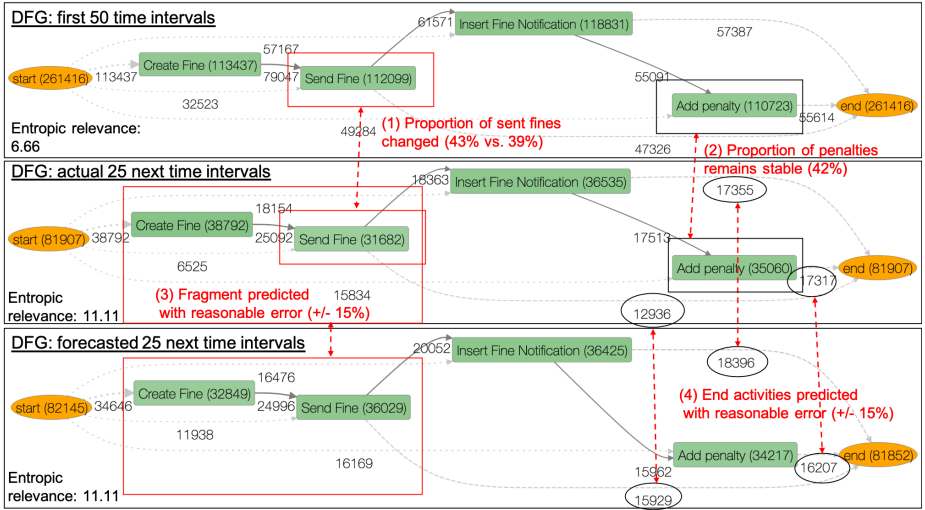 DFG: first 50 time intervals
61571
Insert Fine Notification (118831)
57387
57167
Create Fine (113437)
start (261416)
113437
79047
Send Fine (112099)
55091
32523
Add penalty (110723)
end (261416)
55614
Entropic relevance:
6.66
49284
(1) Proportion of sent fines
changed (43% vs. 39%)
47326
(2) Proportion of penalties
remains stable (42%)
DFG: actual 25 next time intervals
18363
Insert Fine Notification (36535)
17355
18154
Create Fine (38792)
start (81907)
38792
25092
Send Fine (31682)
17513
6525
Add penalty (35060)
end (81907)
17317
Entropic
relevance: 11.11
(3) Fragment predicted
with reasonable error (+/- 15%)
15834
12936
DFG: forecasted 25 next time intervals
20052
Insert Fine Notification (36425)
18396
16476
Create Fine (32849)
start (82145)
34646
24996
Send Fine (36029)
(4) End activities predicted
with reasonable error (+/- 15%)
11938
16169
Add penalty (34217)
end (81852)
15962
16207
Entropic
relevance: 11.11
15929